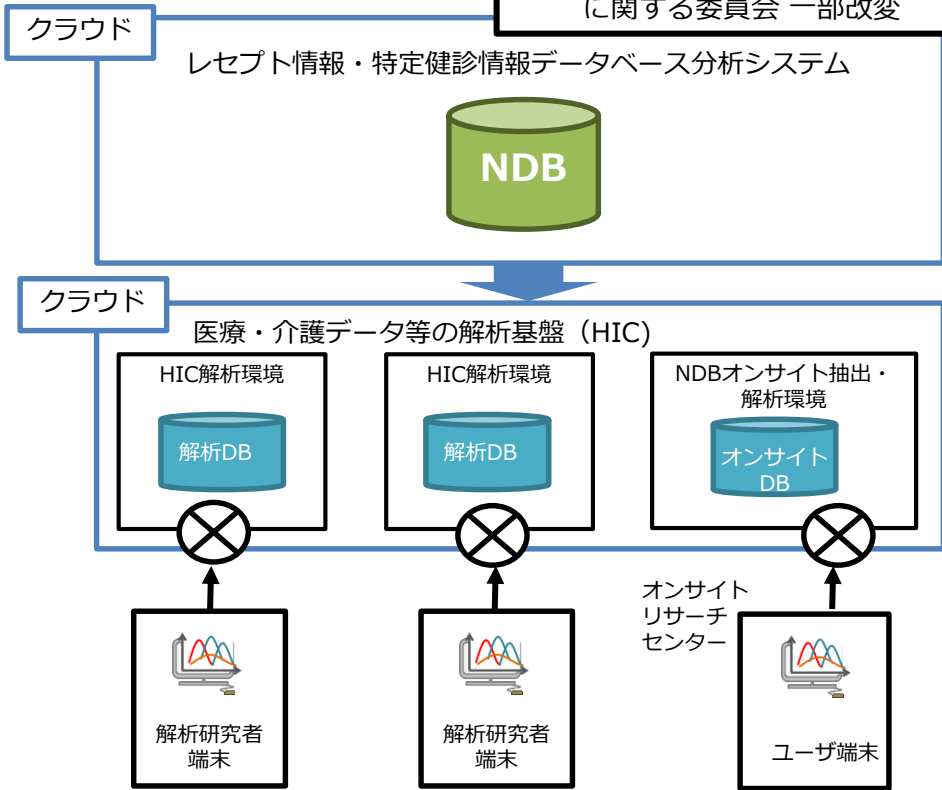 に関する委員会 一部改変
クラウド
レセプト情報・特定健診情報データベース分析システム
NDB
クラウド
医療・介護データ等の解析基盤（HIC)
HIC解析環境
解析DB
HIC解析環境
解析DB
NDBオンサイト抽出・
解析環境
オンサイト
DB
オンサイト
リサーチ
センター
解析研究者
端末
解析研究者
端末
ユーザ端末